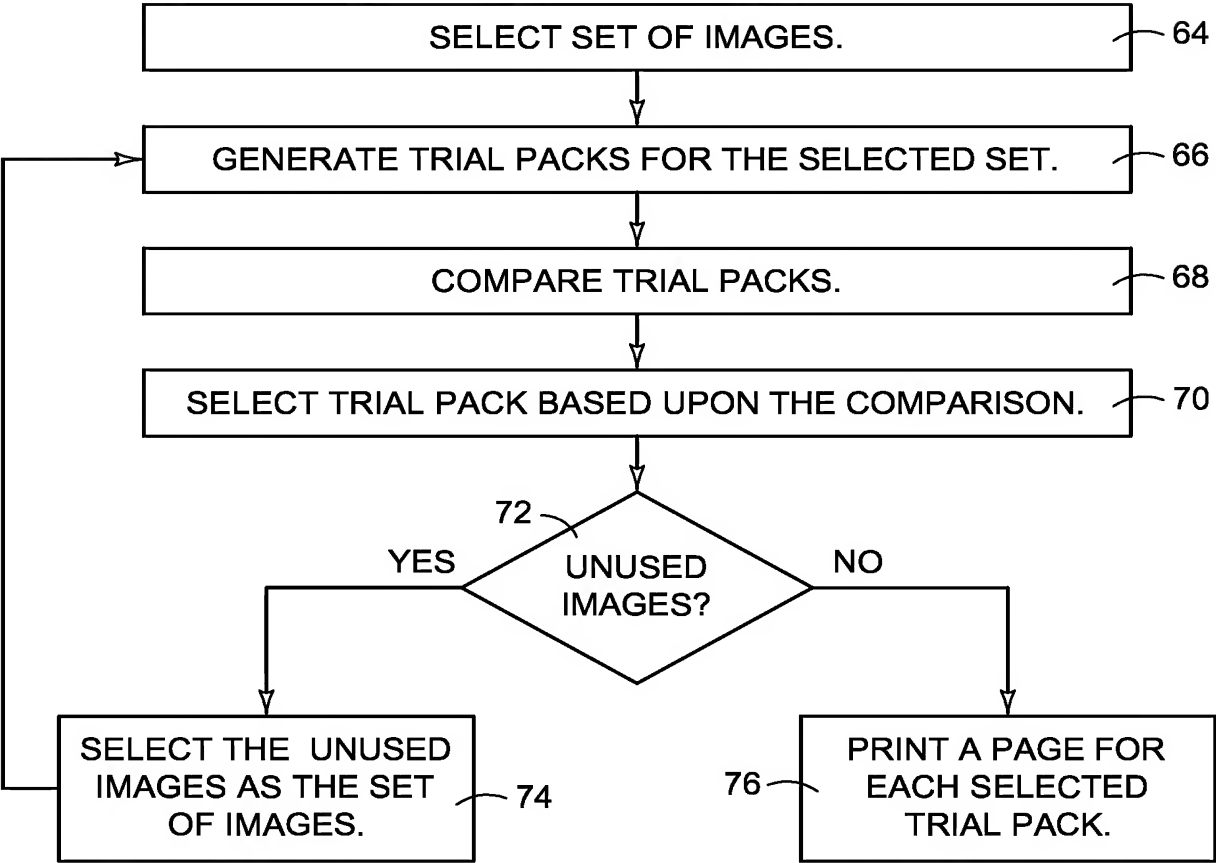 SELECT SET OF IMAGES.
64
GENERATE TRIAL PACKS FOR THE SELECTED SET.
66
COMPARE TRIAL PACKS.
68
SELECT TRIAL PACK BASED UPON THE COMPARISON.
70
72
YES
UNUSED
IMAGES?
NO
SELECT THE UNUSED
IMAGES AS THE SET
OF IMAGES.
74
76
PRINT A PAGE FOR
EACH SELECTED
TRIAL PACK.